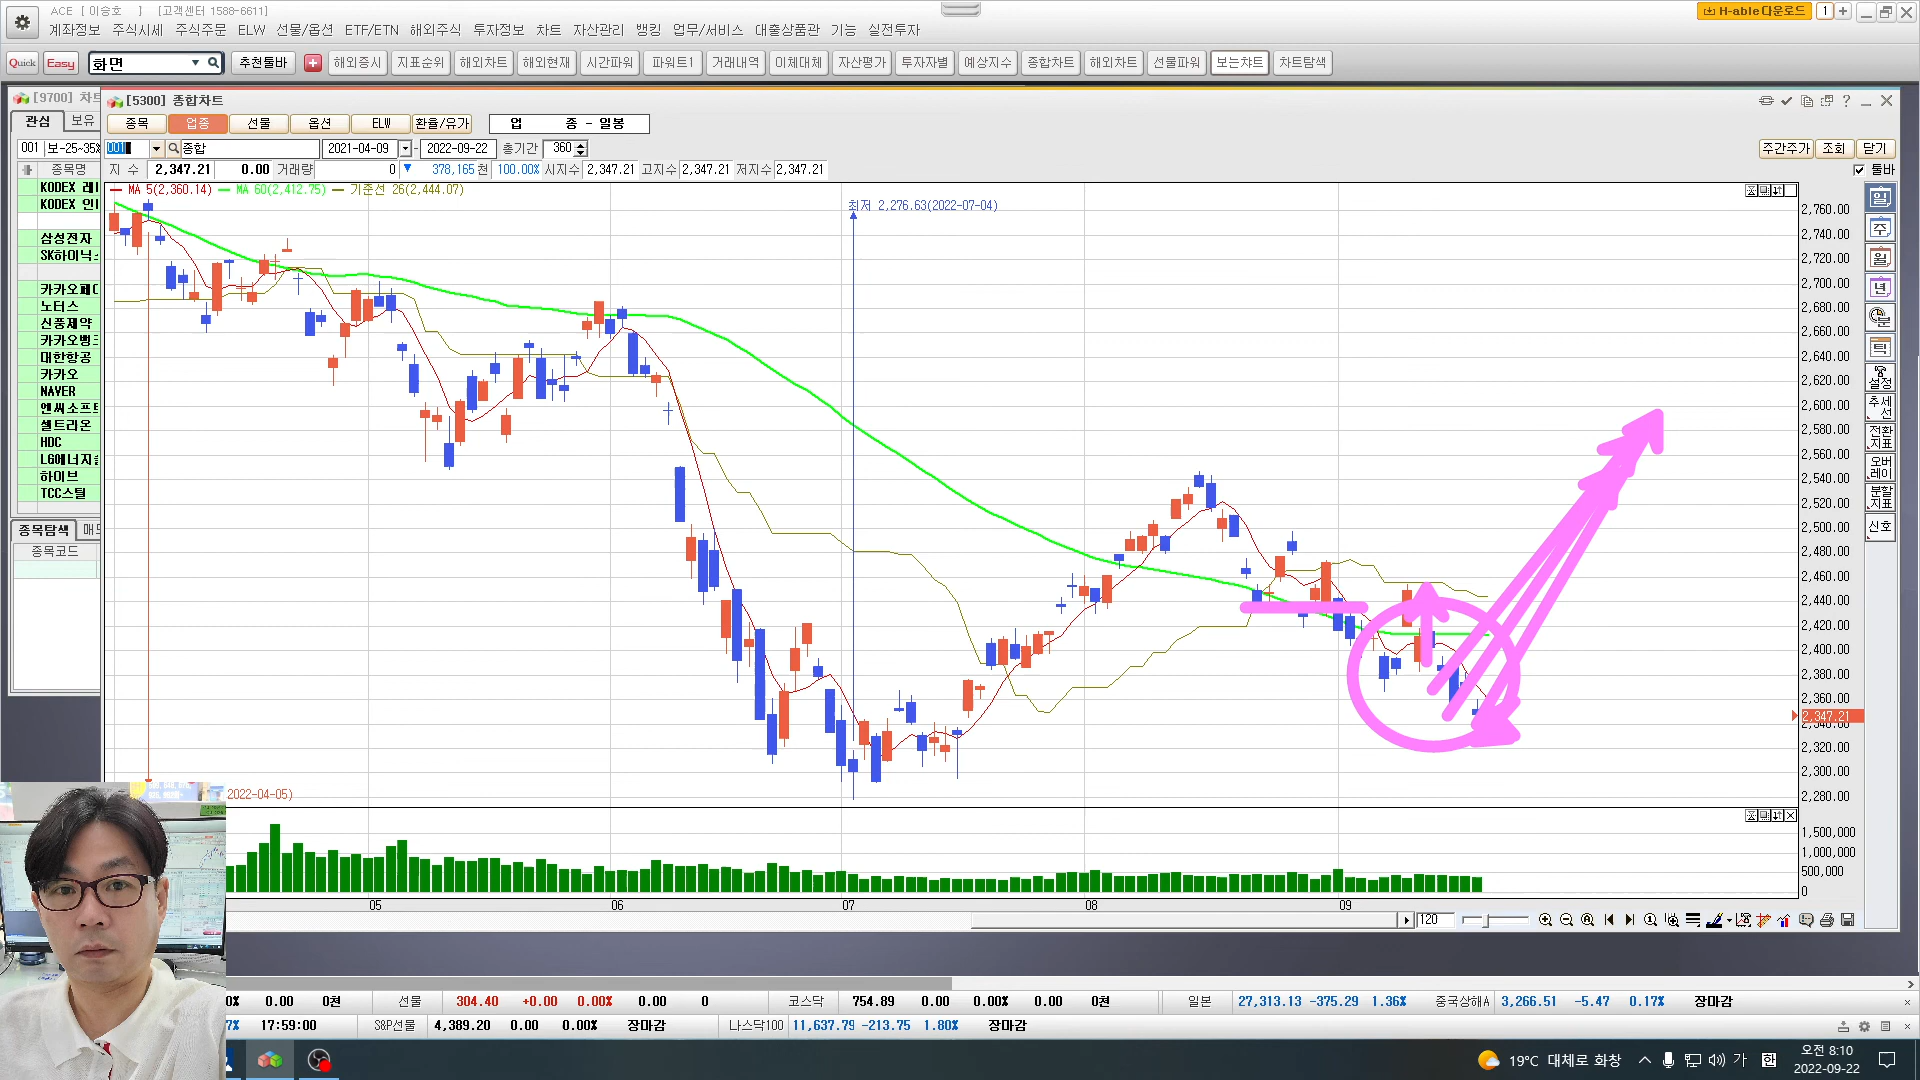 ACE [ 이승호 ] [고객센터 1588-6611]
H-able다운로드
1
계좌정보 주식시세 주식주문 ELW 선물/옵션 ETF/ETN 해외주식 투자정보 차트 자산관리 뱅킹 업무/서비스 대출상품관 기능 실전투자
Quick Easy 화면 추천툴바 해외증시 지표순위 해외차트 해외현재 시간파워 파워트1 거래내역 이체대체 자산평가 투자자별 예상지수 종합차트 해외차트 선물파워 보는챠트 차트탐색
[9700] 차트
[5300] 종합차트
관심 보유
종목 업종 선물 옵션 ELW 환율/유가 업 종 - 일봉
001 보-25~35%
001 종합 2021-04-09 - 2022-09-22 총기간 360
주간주가 조회 닫기
종목명
지 수 2,347.21 0.00 거래량 0 ▼ 378,165 천 100.00% 시지수 2,347.21 고지수 2,347.21 저지수 2,347.21
툴바
MA 5(2,360.14) MA 60(2,412.75) 기준선 26(2,444.07)
최저 2,276.63(2022-07-04)
KODEX 레
KODEX 인
삼성전자
SK하이닉
카카오페
노터스
신풍제약
카카오뱅
대한항공
카카오
NAVER
엔씨소프트
셀트리온
HDC
LG에너지
하이브
TCC스틸
종목탐색 매
종목코드
2,760.00
2,740.00
2,720.00
2,700.00
2,680.00
2,660.00
2,640.00
2,620.00
2,600.00
2,580.00
2,560.00
2,540.00
2,520.00
2,500.00
2,480.00
2,460.00
2,440.00
2,420.00
2,400.00
2,380.00
2,360.00
2,347.21
2,340.00
2,320.00
2,300.00
2,280.00
일
주
월
년
분
틱
설정
추세선
전환지표
오버레이
분할지표
신호
2022-04-05)
1,500,000
1,000,000
500,000
0
05 06 07 08 09
120
0% 0.00 0천 선물 304.40 +0.00 0.00% 0.00 0 코스닥 754.89 0.00 0.00% 0.00 0천 일본 27,313.13 -375.29 1.36% 중국상해A 3,266.51 -5.47 0.17% 장마감
7% 17:59:00 S&P선물 4,389.20 0.00 0.00% 장마감 나스닥100 11,637.79 -213.75 1.80% 장마감
19°C 대체로 화창 가 한 오전 8:10
2022-09-22